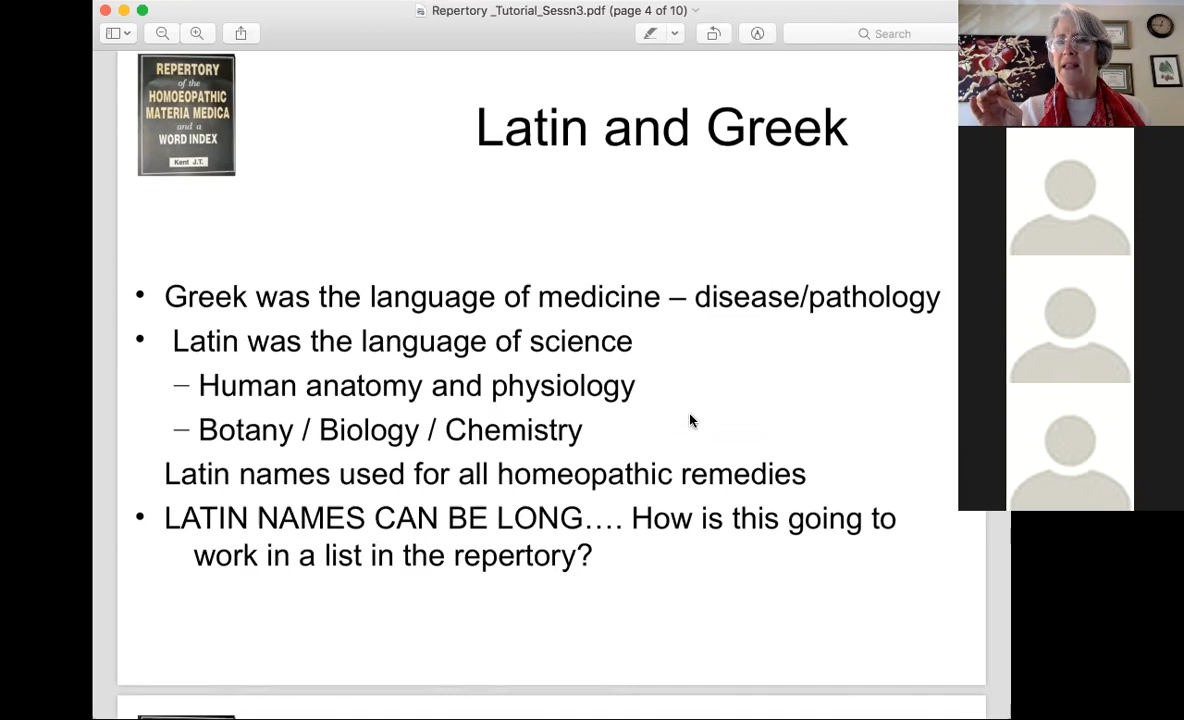 Repertory _Tutorial_Sessn3.pdf (page 4 of 10)
Search
REPERTORY
of the
HOMOEOPATHIC
MATERIA MEDICA
and a
WORD INDEX
Kent J.T.
Latin and Greek
• Greek was the language of medicine – disease/pathology
• Latin was the language of science
– Human anatomy and physiology
– Botany / Biology / Chemistry
Latin names used for all homeopathic remedies
• LATIN NAMES CAN BE LONG…. How is this going to
work in a list in the repertory?